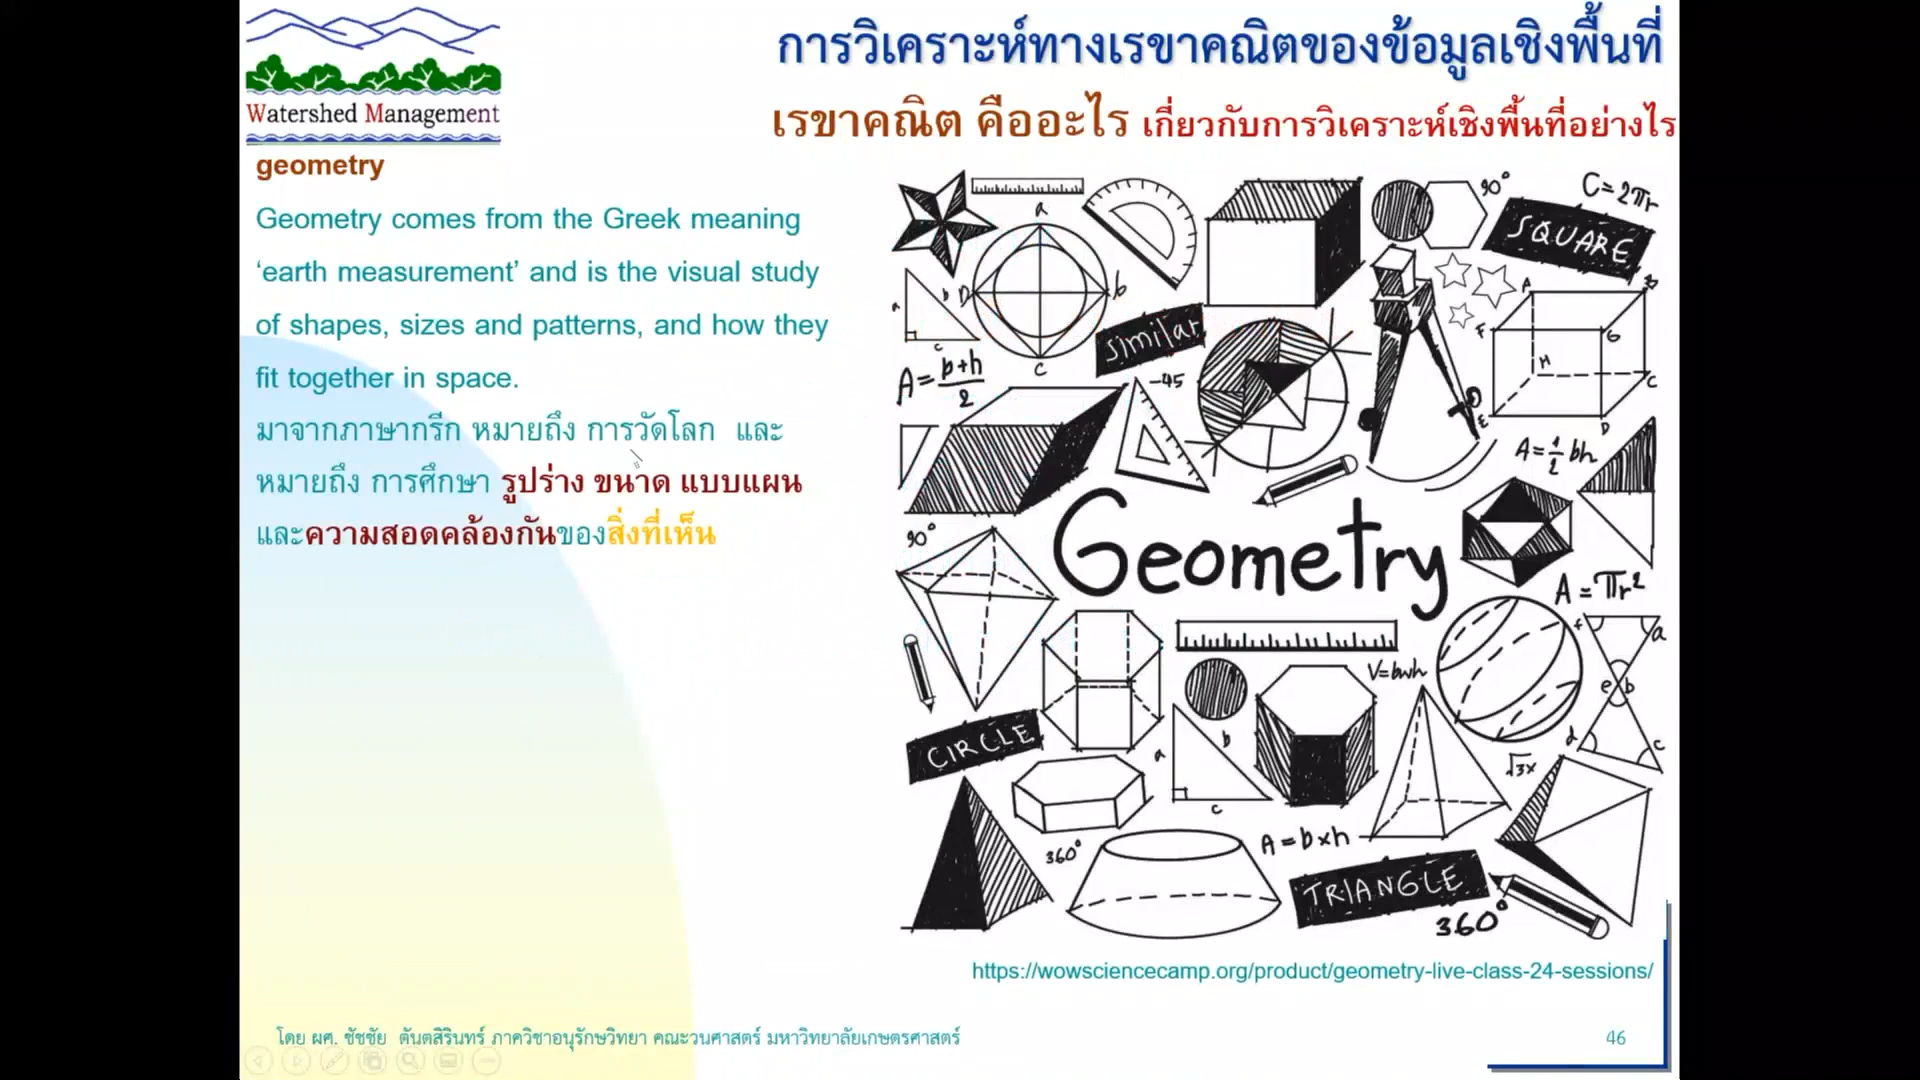 Watershed Management
การวิเคราะห์ทางเรขาคณิตของข้อมูลเชิงพื้นที่
เรขาคณิต คืออะไร เกี่ยวกับการวิเคราะห์เชิงพื้นที่อย่างไร
geometry
Geometry comes from the Greek meaning
‘earth measurement’ and is the visual study
of shapes, sizes and patterns, and how they
fit together in space.
มาจากภาษากรีก หมายถึง การวัดโลก และ
หมายถึง การศึกษา รูปร่าง ขนาด แบบแผน
และความสอดคล้องกันของสิ่งที่เห็น
90°
C=2πr
SQUARE
a
b
c
D
a
b
c
A
B
F
G
H
C
E
D
Similar
A=b+h/2
-45
A=1/2 bh
90°
Geometry
A=πr²
V=bwh
a
e b
d
c
CIRCLE
a
b
c
√3x
360°
A=b×h
TRIANGLE
360°
https://wowsciencecamp.org/product/geometry-live-class-24-sessions/
โดย ผศ. ชัชชัย ตันตสิรินทร์ ภาควิชาอนุรักษวิทยา คณะวนศาสตร์ มหาวิทยาลัยเกษตรศาสตร์
46